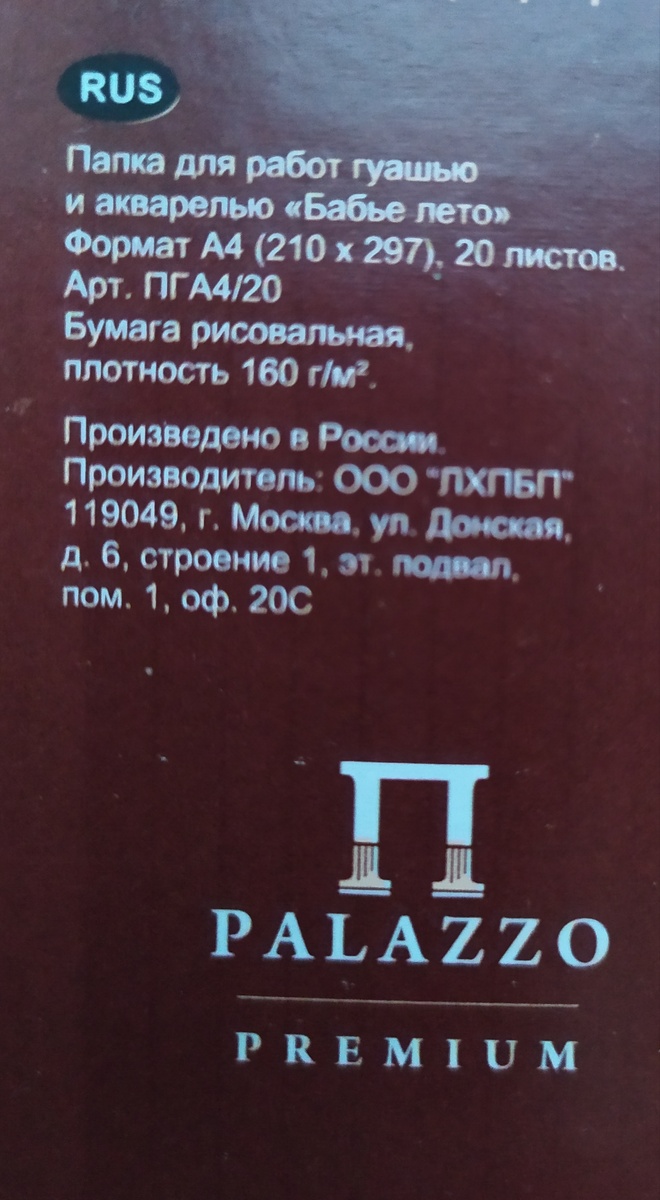 RUS
Папка для работ гуашью
и акварелью «Бабье лето»
Формат А4 (210 х 297), 20 листов.
Арт. ПГА4/20
Бумага рисовальная,
плотность 160 г/м².
Произведено в России.
Производитель: ООО "ЛХПБП"
119049, г. Москва, ул. Донская,
д. 6, строение 1, эт. подвал,
пом. 1, оф. 20С
П
PALAZZO
PREMIUM